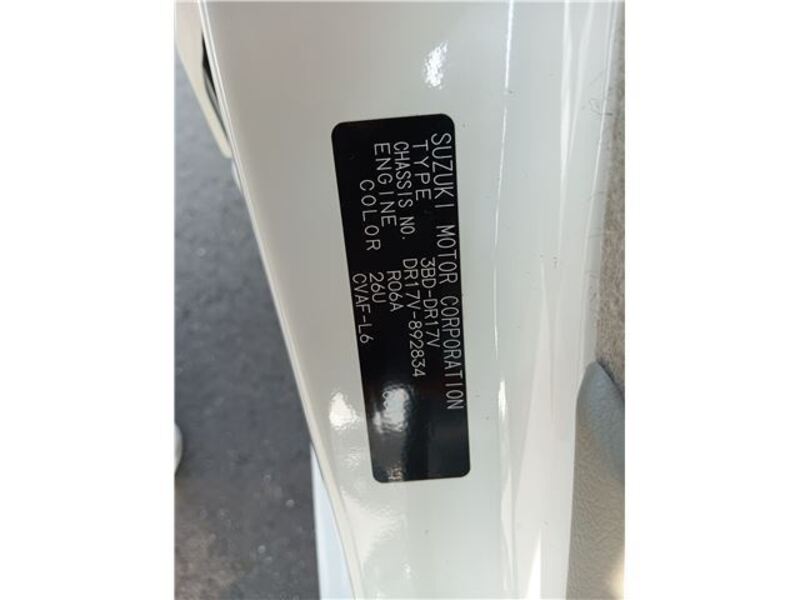 SUZUKI MOTOR CORPORATION
TYPE 3BD-DR17V
CHASSIS NO. DR17V-892834
ENGINE R06A
COLOR 26U
CVAF-L6